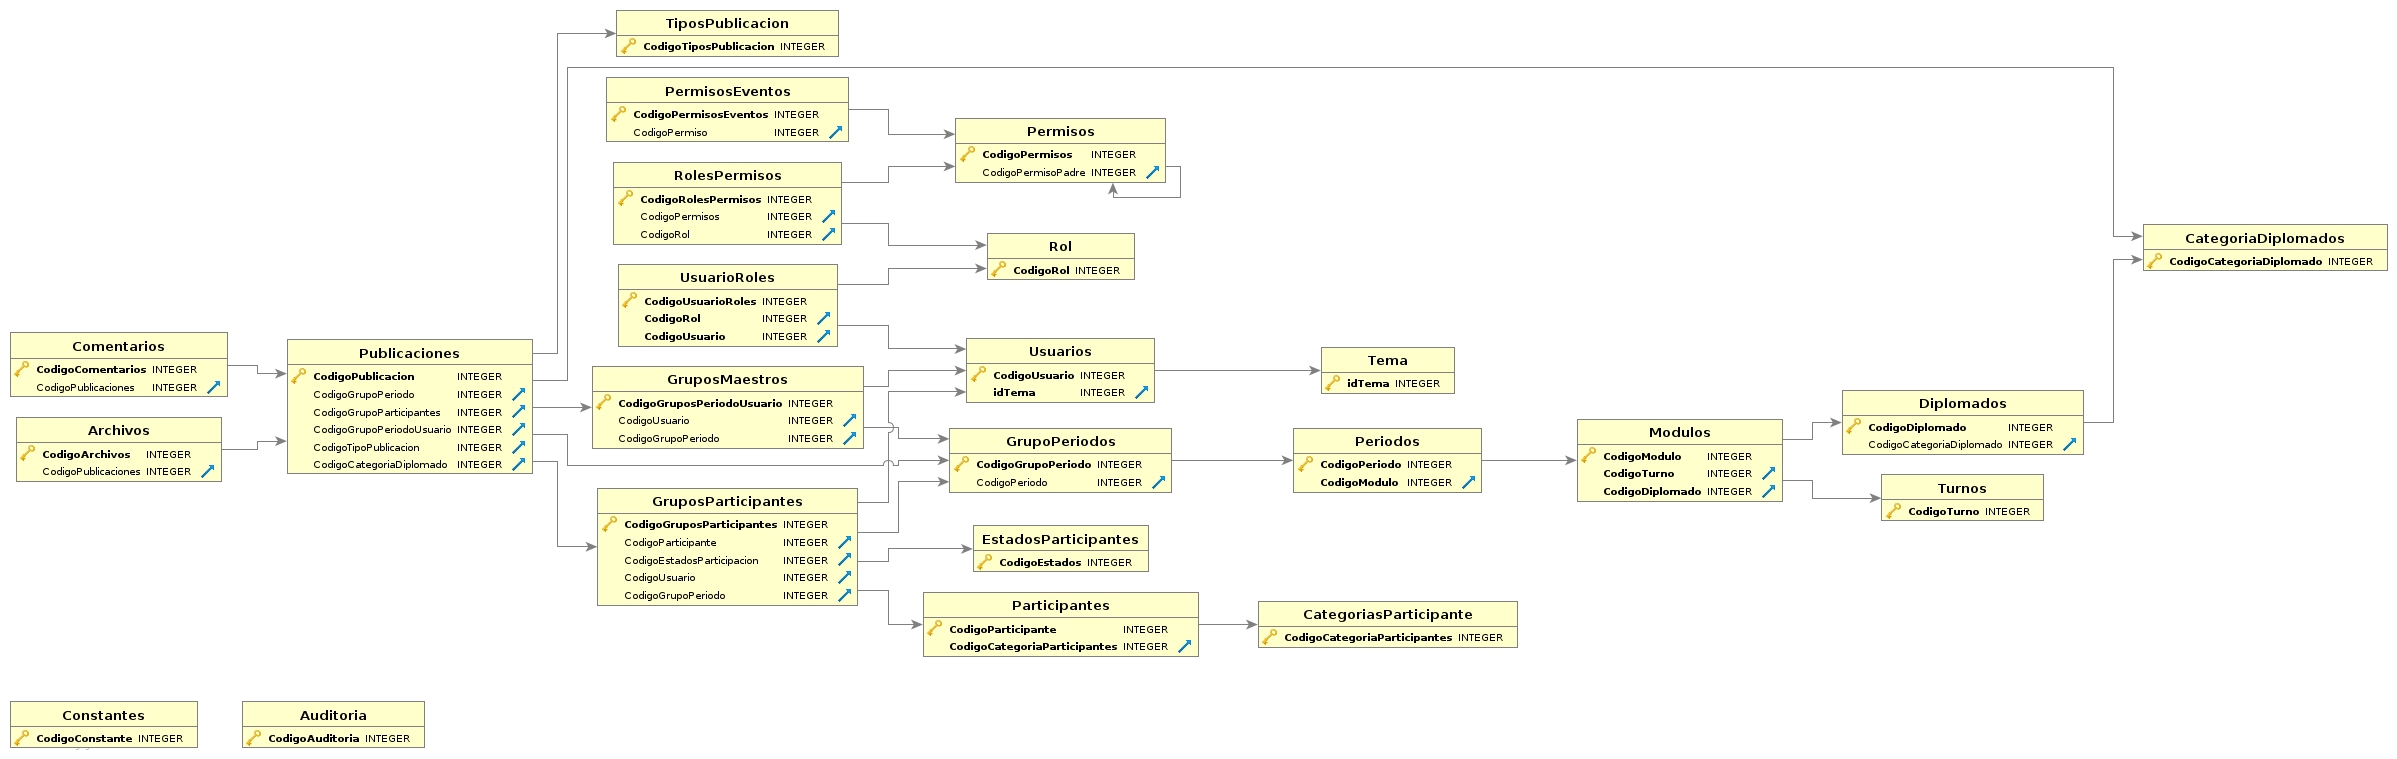 TiposPublicacion
CodigoTiposPublicacion INTEGER
PermisosEventos
CodigoPermisosEventos INTEGER
CodigoPermiso INTEGER
Permisos
CodigoPermisos INTEGER
CodigoPermisoPadre INTEGER
RolesPermisos
CodigoRolesPermisos INTEGER
CodigoPermisos INTEGER
CodigoRol INTEGER
Rol
CodigoRol INTEGER
CategoriaDiplomados
CodigoCategoriaDiplomado INTEGER
UsuarioRoles
CodigoUsuarioRoles INTEGER
CodigoRol INTEGER
CodigoUsuario INTEGER
Comentarios
CodigoComentarios INTEGER
CodigoPublicaciones INTEGER
Publicaciones
CodigoPublicacion INTEGER
CodigoGrupoPeriodo INTEGER
CodigoGrupoParticipantes INTEGER
CodigoGrupoPeriodoUsuario INTEGER
CodigoTipoPublicacion INTEGER
CodigoCategoriaDiplomado INTEGER
Usuarios
CodigoUsuario INTEGER
idTema INTEGER
Tema
idTema INTEGER
GruposMaestros
CodigoGruposPeriodoUsuario INTEGER
CodigoUsuario INTEGER
CodigoGrupoPeriodo INTEGER
Archivos
CodigoArchivos INTEGER
CodigoPublicaciones INTEGER
GrupoPeriodos
CodigoGrupoPeriodo INTEGER
CodigoPeriodo INTEGER
Periodos
CodigoPeriodo INTEGER
CodigoModulo INTEGER
Modulos
CodigoModulo INTEGER
CodigoTurno INTEGER
CodigoDiplomado INTEGER
Diplomados
CodigoDiplomado INTEGER
CodigoCategoriaDiplomado INTEGER
Turnos
CodigoTurno INTEGER
GruposParticipantes
CodigoGruposParticipantes INTEGER
CodigoParticipante INTEGER
CodigoEstadosParticipacion INTEGER
CodigoUsuario INTEGER
CodigoGrupoPeriodo INTEGER
EstadosParticipantes
CodigoEstados INTEGER
Participantes
CodigoParticipante INTEGER
CodigoCategoriaParticipantes INTEGER
CategoriasParticipante
CodigoCategoriaParticipantes INTEGER
Constantes
CodigoConstante INTEGER
Auditoria
CodigoAuditoria INTEGER